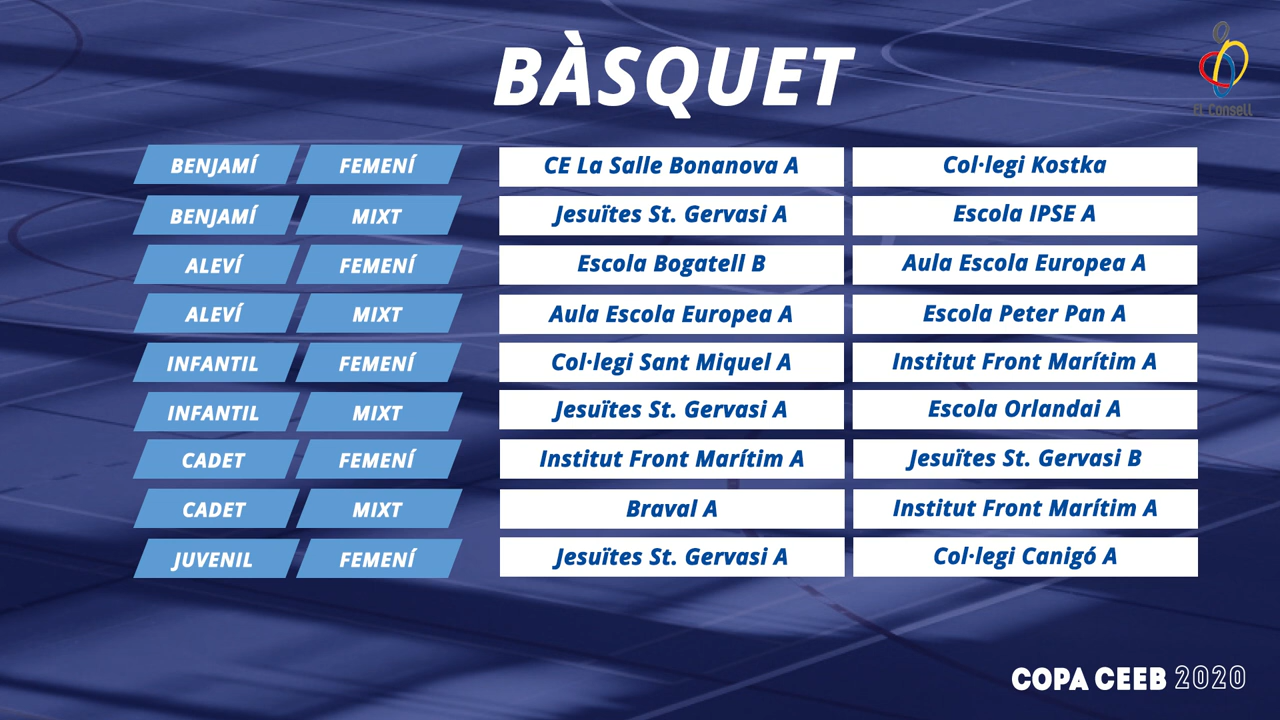 BÀSQUET
EL Consell
BENJAMÍ FEMENÍ CE La Salle Bonanova A Col·legi Kostka
BENJAMÍ MIXT Jesuïtes St. Gervasi A Escola IPSE A
ALEVÍ FEMENÍ Escola Bogatell B Aula Escola Europea A
ALEVÍ MIXT Aula Escola Europea A Escola Peter Pan A
INFANTIL FEMENÍ Col·legi Sant Miquel A Institut Front Marítim A
INFANTIL MIXT Jesuïtes St. Gervasi A Escola Orlandai A
CADET FEMENÍ Institut Front Marítim A Jesuïtes St. Gervasi B
CADET MIXT Braval A Institut Front Marítim A
JUVENIL FEMENÍ Jesuïtes St. Gervasi A Col·legi Canigó A
COPA CEEB 2020